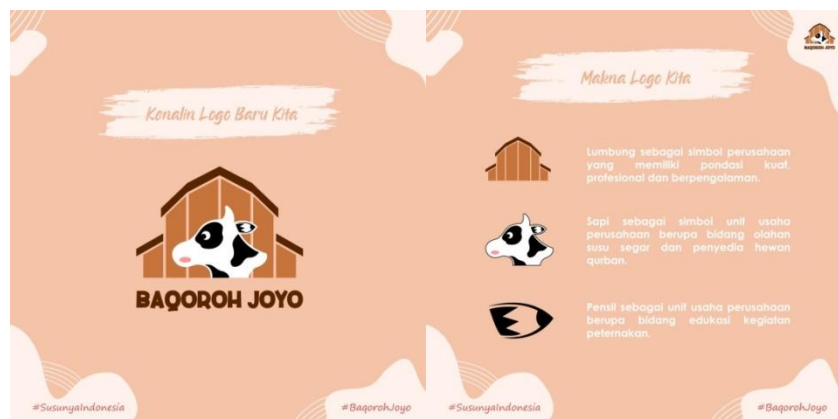 Kenalin Logo Baru Kita
BAQOROH JOYO
#SusunyaIndonesia
#BaqorohJoyo
BAQOROH JOYO
Makna Logo Kita
Lumbung sebagai simbol perusahaan
yang memiliki pondasi kuat,
profesional dan berpengalaman.
Sapi sebagai simbol unit usaha
perusahaan berupa bidang olahan
susu segar dan penyedia hewan
qurban.
Pensil sebagai unit usaha perusahaan
berupa bidang edukasi kegiatan
peternakan.
#SusunyaIndonesia
#BaqorohJoyo